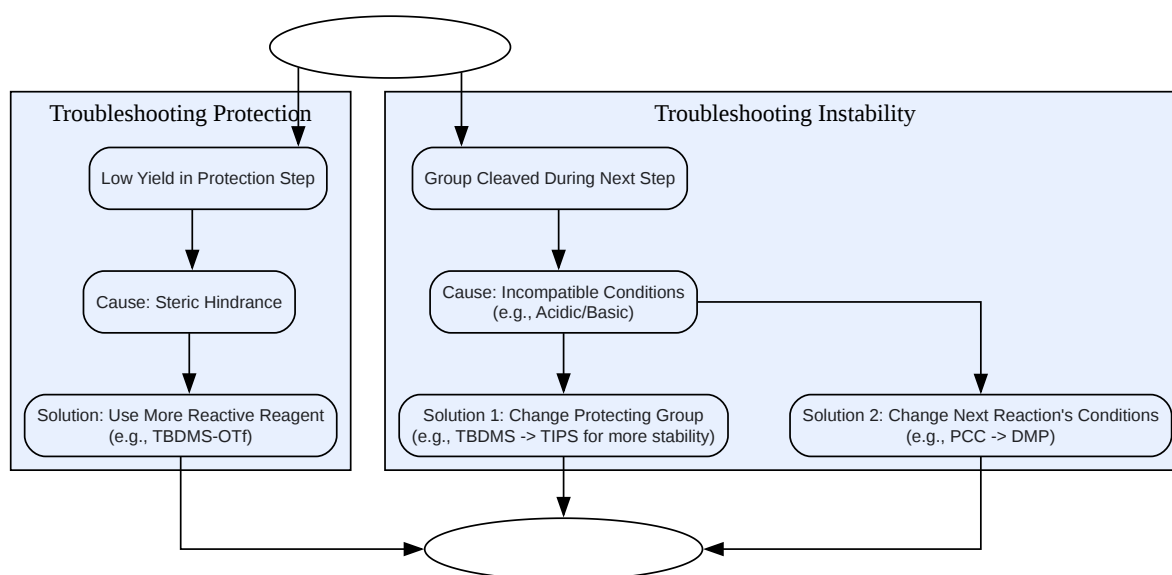 Troubleshooting Protection
Low Yield in Protection Step
Cause: Steric Hindrance
Solution: Use More Reactive Reagent
(e.g., TBDMS-OTf)
Troubleshooting Instability
Group Cleaved During Next Step
Cause: Incompatible Conditions
(e.g., Acidic/Basic)
Solution 1: Change Protecting Group
(e.g., TBDMS -> TIPS for more stability)
Solution 2: Change Next Reaction's Conditions
(e.g., PCC -> DMP)